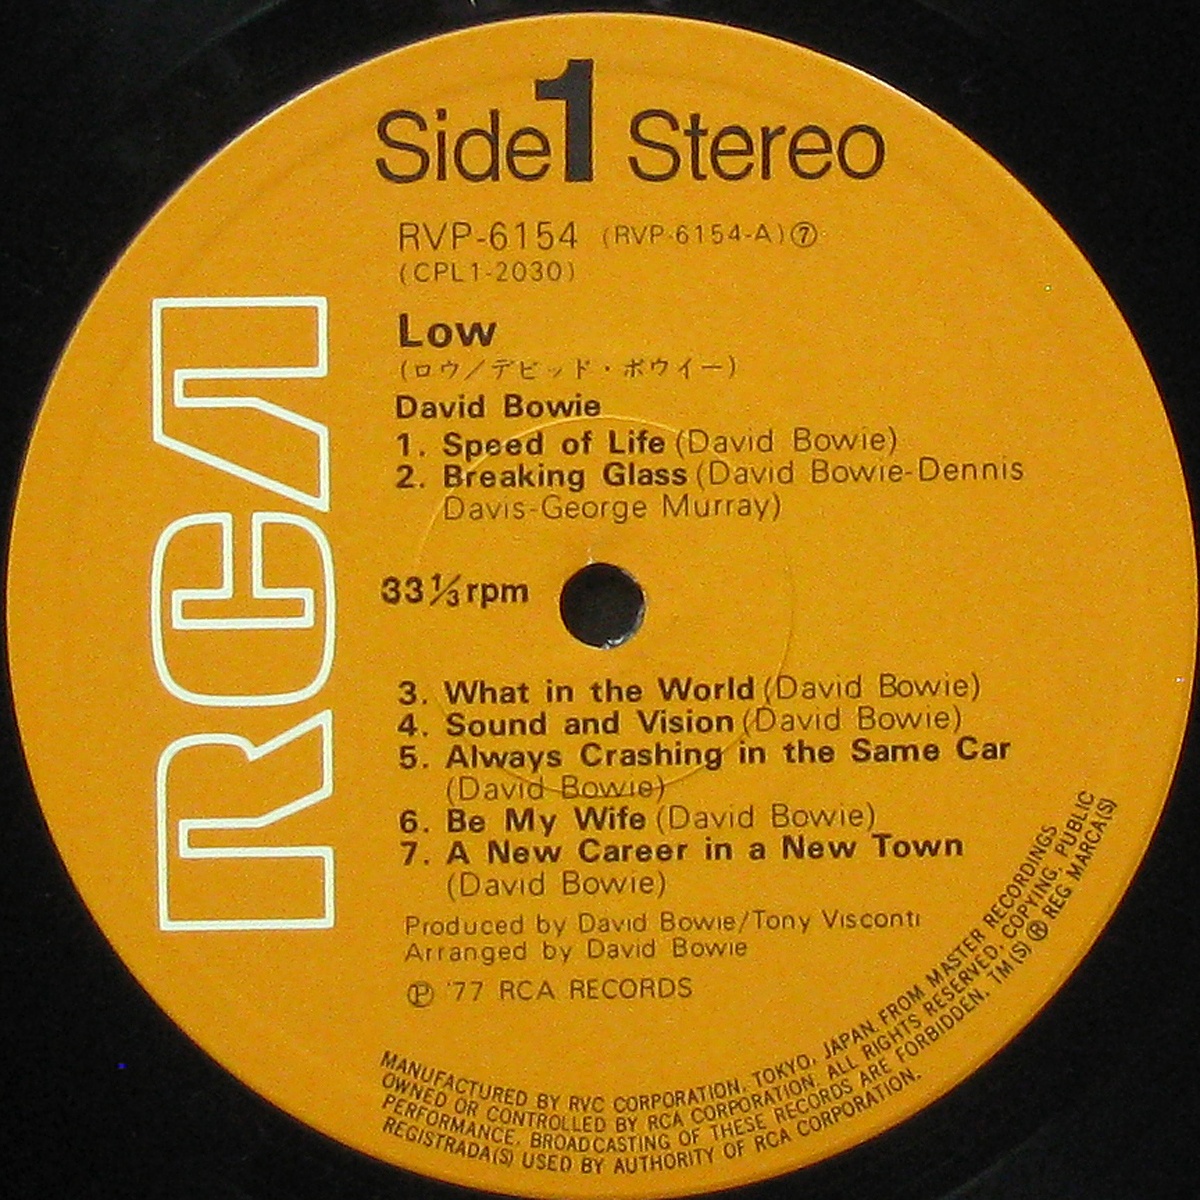 Side 1 Stereo
RVP-6154 (RVP-6154-A) ⑦
(CPL1-2030)
Low
(ロウ/デビッド・ボウイー)
David Bowie
1. Speed of Life (David Bowie)
2. Breaking Glass (David Bowie-Dennis
Davis-George Murray)
33 1/3 rpm
3. What in the World (David Bowie)
4. Sound and Vision (David Bowie)
5. Always Crashing in the Same Car
(David Bowie)
6. Be My Wife (David Bowie)
7. A New Career in a New Town
(David Bowie)
Produced by David Bowie/Tony Visconti
Arranged by David Bowie
Ⓟ '77 RCA RECORDS
RCA
MANUFACTURED BY RVC CORPORATION, TOKYO, JAPAN. FROM MASTER RECORDINGS
OWNED OR CONTROLLED BY RCA CORPORATION. ALL RIGHTS RESERVED, COPYING, PUBLIC
PERFORMANCE, BROADCASTING OF THESE RECORDS ARE FORBIDDEN. TM(S) ® REG MARCA(S)
REGISTRADA(S) USED BY AUTHORITY OF RCA CORPORATION.